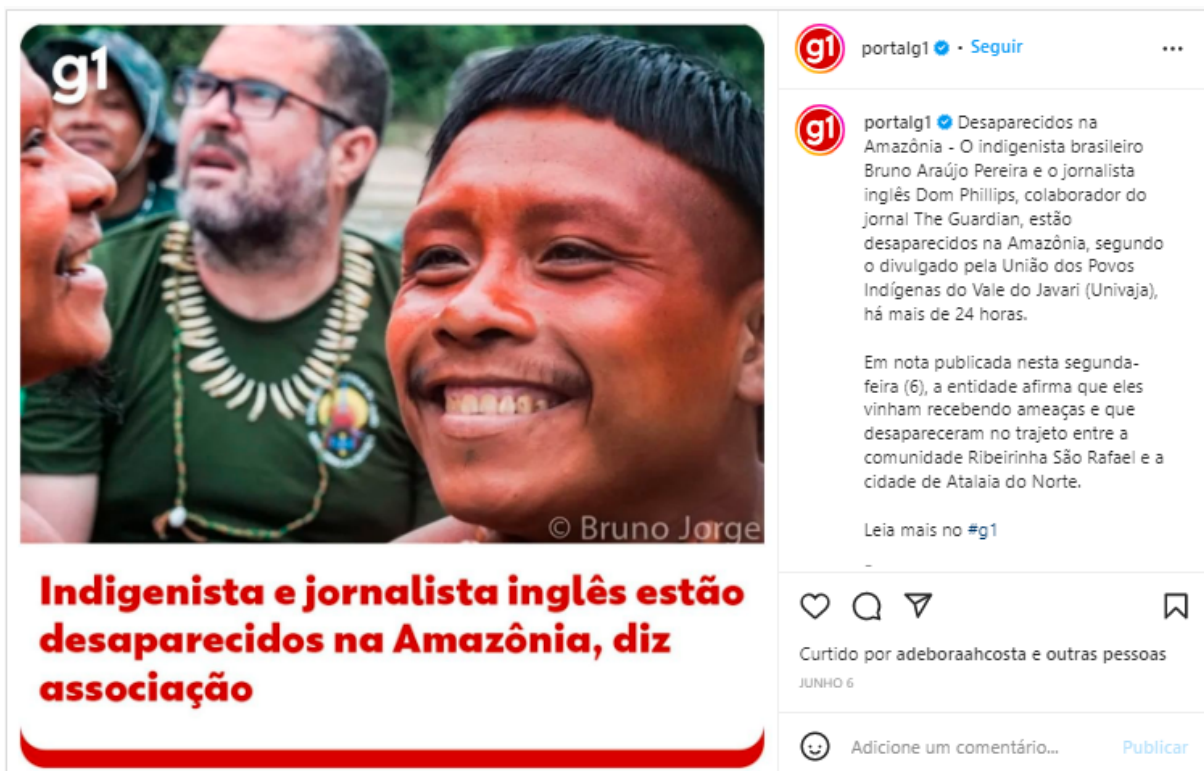 g1
© Bruno Jorge
Indigenista e jornalista inglês estão
desaparecidos na Amazônia, diz
associação
g1
portalg1 • Seguir
...
g1
portalg1 Desaparecidos na
Amazônia - O indigenista brasileiro
Bruno Araújo Pereira e o jornalista
inglês Dom Phillips, colaborador do
jornal The Guardian, estão
desaparecidos na Amazônia, segundo
o divulgado pela União dos Povos
Indígenas do Vale do Javari (Univaja),
há mais de 24 horas.
Em nota publicada nesta segunda-
feira (6), a entidade afirma que eles
vinham recebendo ameaças e que
desapareceram no trajeto entre a
comunidade Ribeirinha São Rafael e a
cidade de Atalaia do Norte.
Leia mais no #g1
-
Curtido por adeboraahcosta e outras pessoas
JUNHO 6
Adicione um comentário...
Publicar